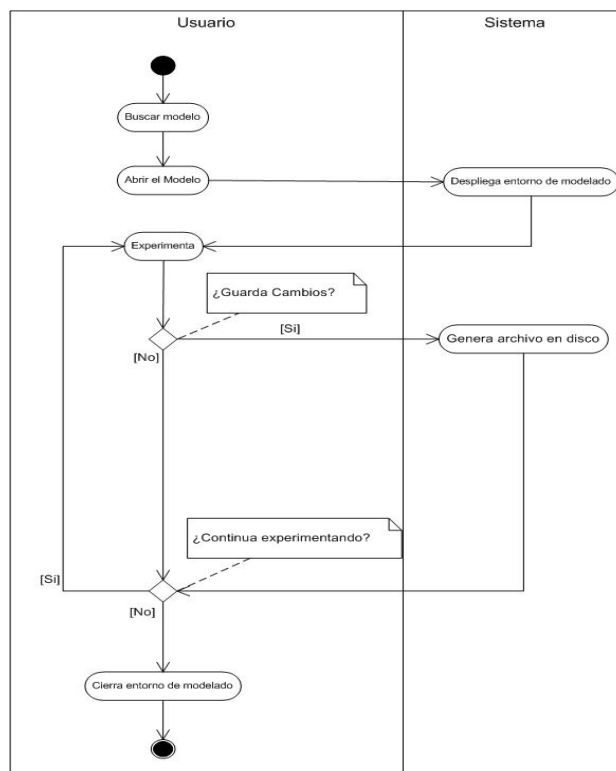 Usuario
Sistema
Buscar modelo
Abrir el Modelo
Despliega entorno de modelado
Experimenta
¿Guarda Cambios?
[Si]
Genera archivo en disco
[No]
¿Continua experimentando?
[Si]
[No]
Cierra entorno de modelado